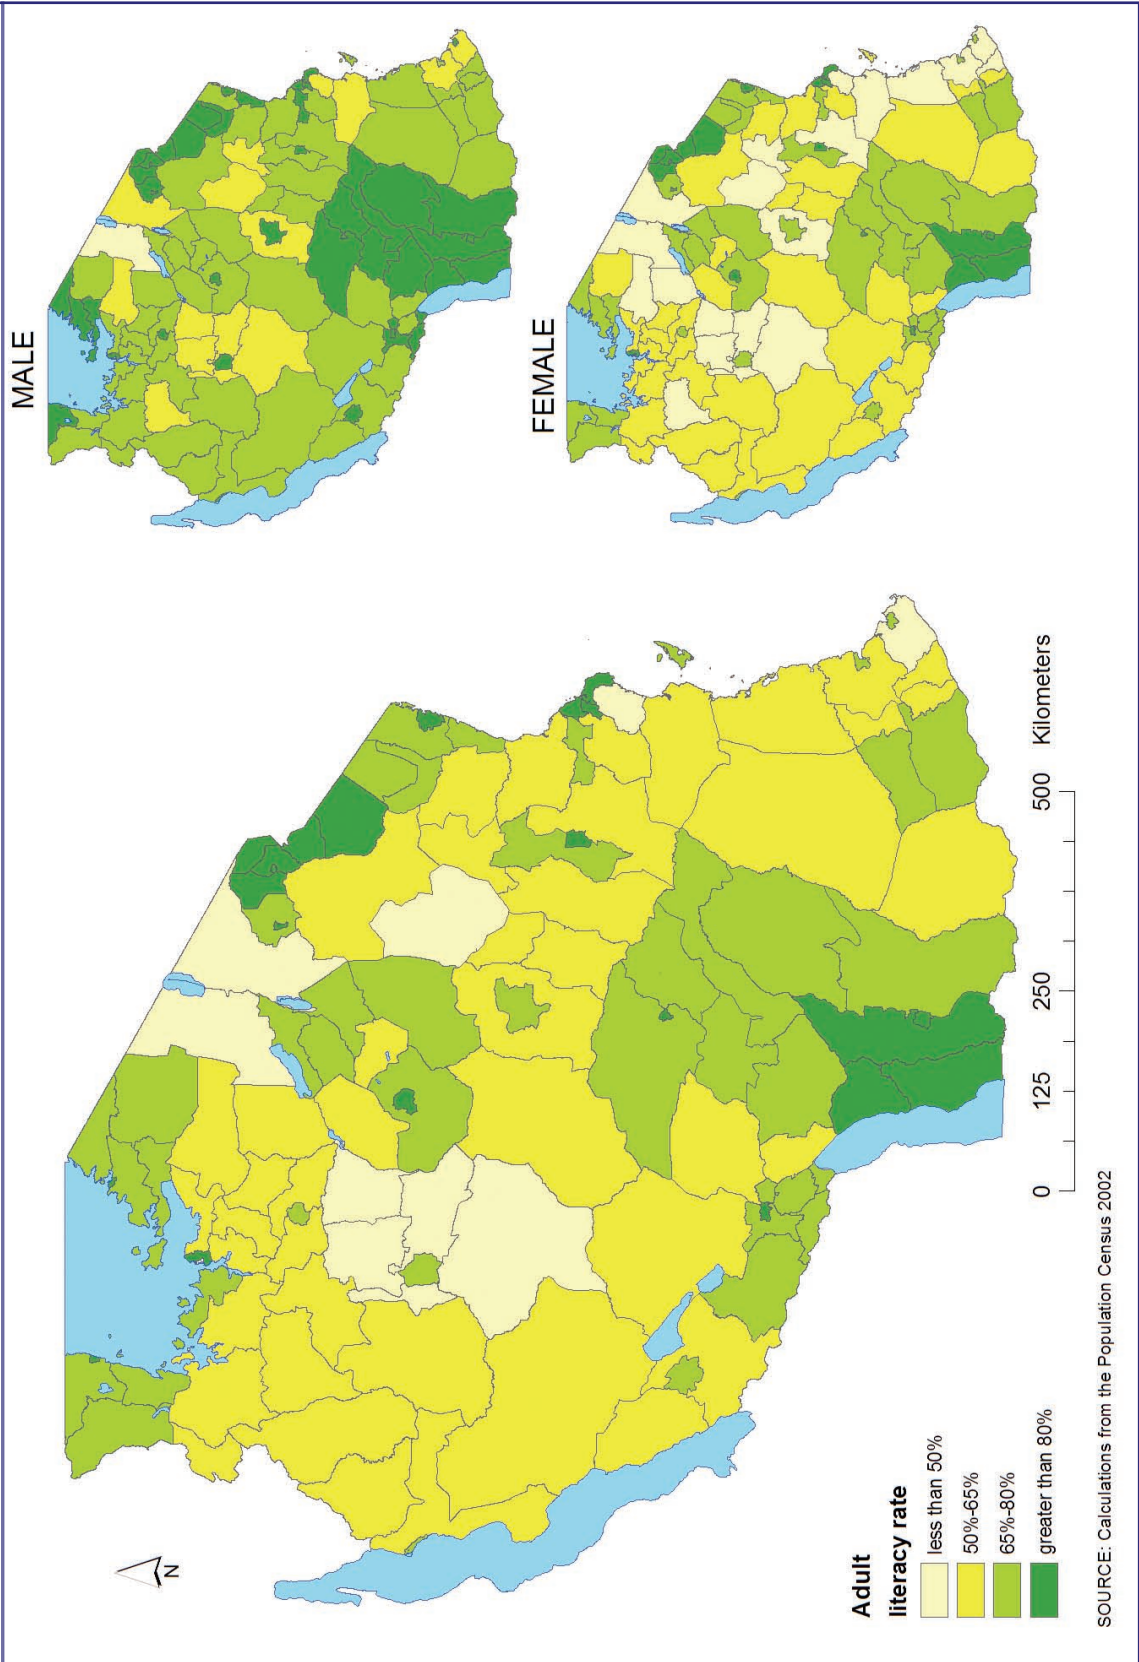 MALE
FEMALE
N
Adult
literacy rate
less than 50%
50%-65%
65%-80%
greater than 80%
0 125 250 500 Kilometers
SOURCE: Calculations from the Population Census 2002